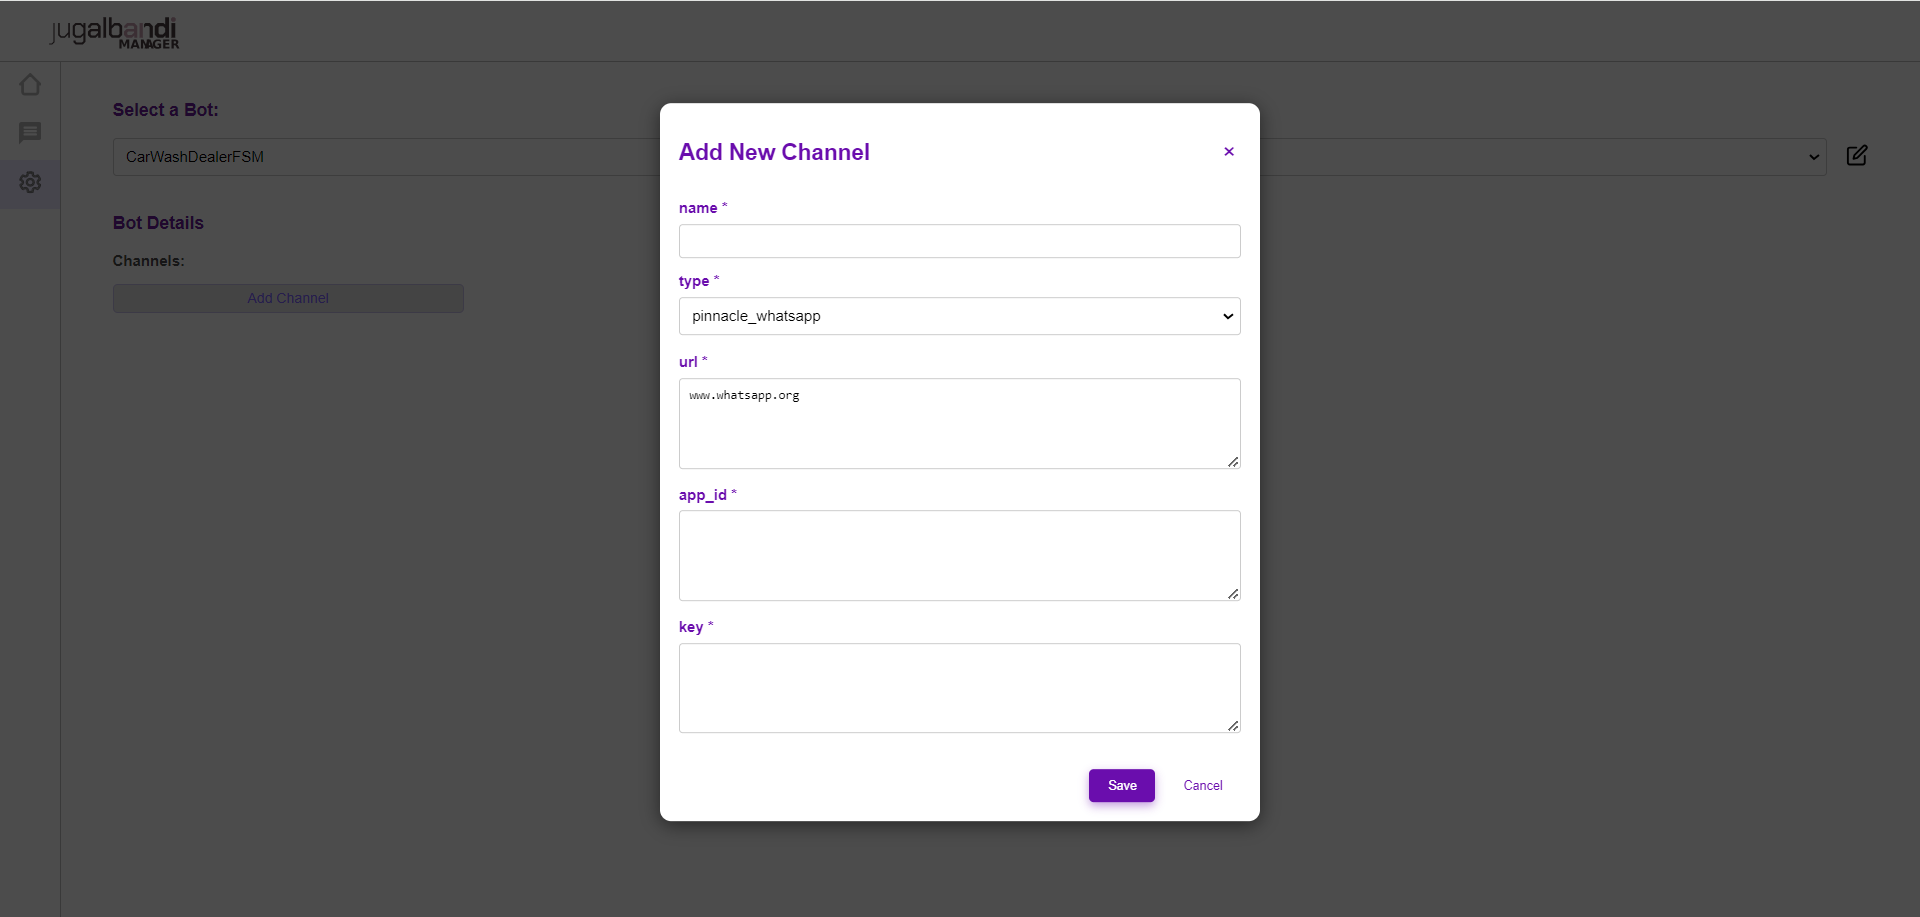 jugalbandi
MANAGER
Select a Bot:
CarWashDealerFSM
Bot Details
Channels:
Add Channel
Add New Channel
×
name *
type *
pinnacle_whatsapp
url *
www.whatsapp.org
app_id *
key *
Save
Cancel